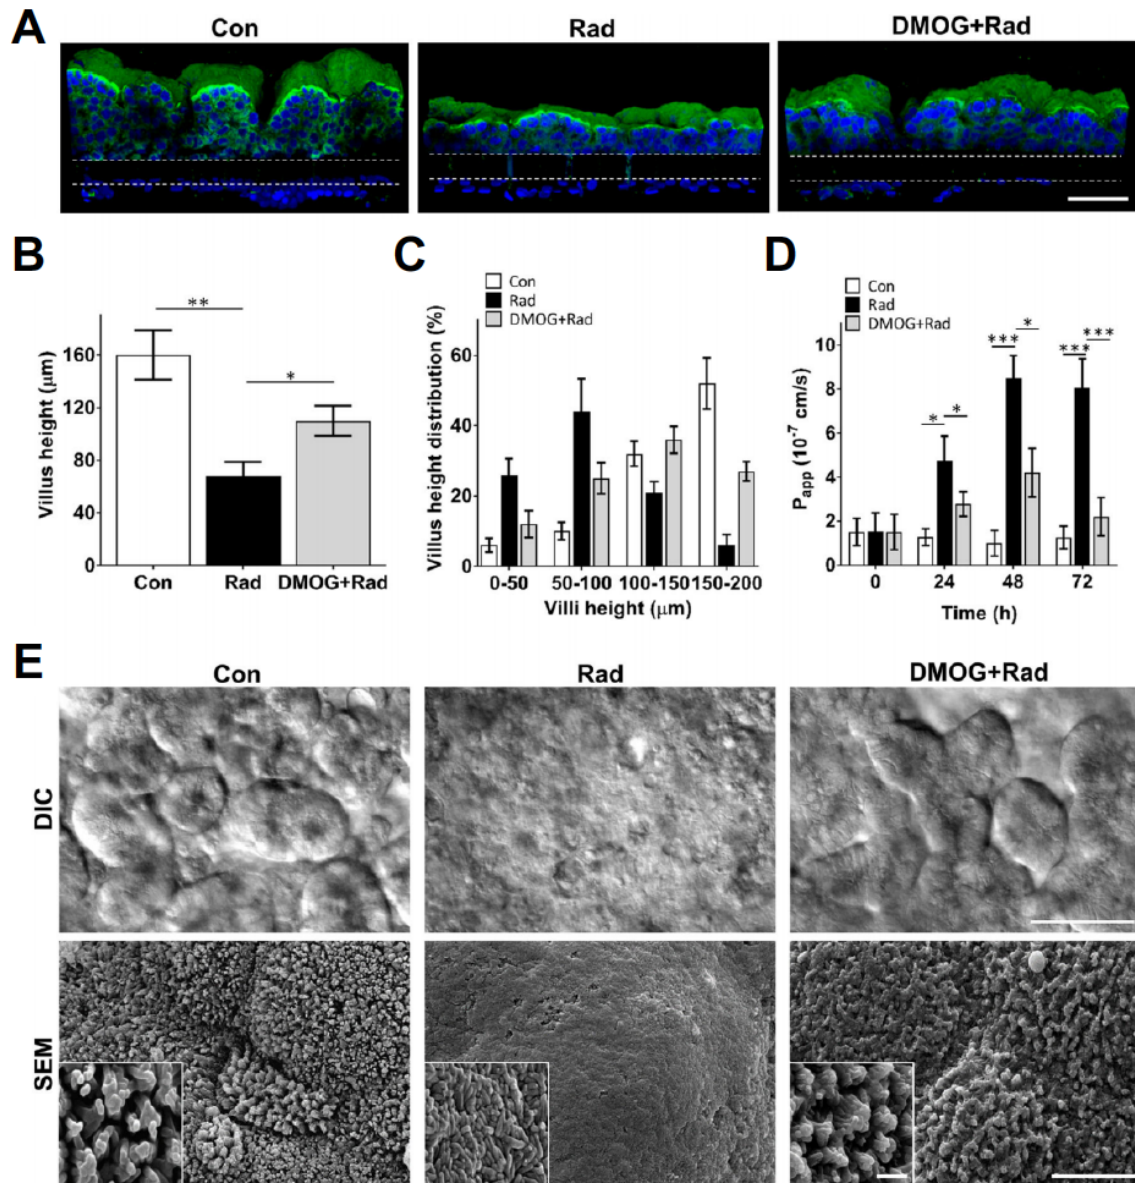 A
Con
Rad
DMOG+Rad
B
Villus height (μm)
160
120
80
40
0
**
*
Con
Rad
DMOG+Rad
C
Con
Rad
DMOG+Rad
Villus height distribution (%)
60
40
20
0
0-50
50-100
100-150
150-200
Villi height (μm)
D
Con
Rad
DMOG+Rad
Papp (10-7 cm/s)
10
8
6
4
2
0
*
*
***
*
***
***
0
24
48
72
Time (h)
E
Con
Rad
DMOG+Rad
DIC
SEM